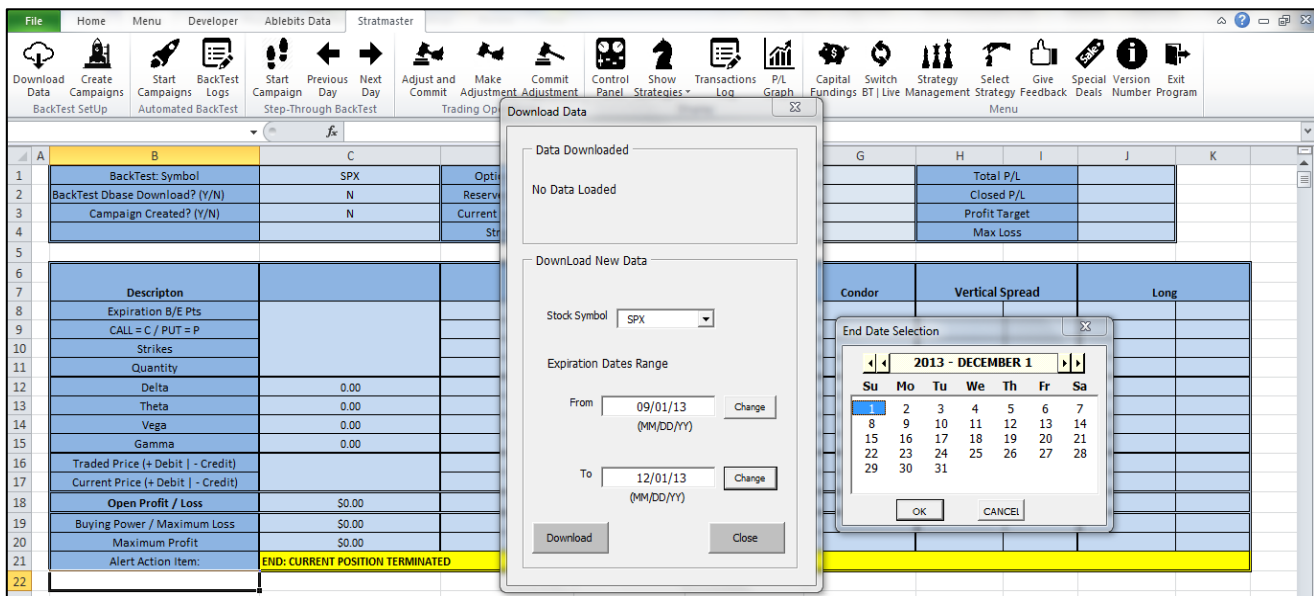 File Home Menu Developer Ablebits Data Stratmaster
Download Create Start BackTest Start Previous Next Adjust and Make Commit Control Show Transactions P/L Capital Switch Strategy Select Give Special Version Exit
Data Campaigns Campaigns Logs Campaign Day Day Commit Adjustment Adjustment Panel Strategies Log Graph Fundings BT | Live Management Strategy Feedback Deals Number Program
BackTest SetUp Automated BackTest Step-Through BackTest Trading Op Menu
fx
A B C G H I J K
1 BackTest: Symbol SPX Total P/L
2 BackTest Dbase Download? (Y/N) N Reserve Closed P/L
3 Campaign Created? (Y/N) N Current Profit Target
4 Max Loss
5
6
7 Descripton Condor Vertical Spread Long
8 Expiration B/E Pts
9 CALL = C / PUT = P
10 Strikes
11 Quantity
12 Delta 0.00
13 Theta 0.00
14 Vega 0.00
15 Gamma 0.00
16 Traded Price (+ Debit | - Credit)
17 Current Price (+ Debit | - Credit)
18 Open Profit / Loss $0.00
19 Buying Power / Maximum Loss $0.00
20 Maximum Profit $0.00
21 Alert Action Item: END: CURRENT POSITION TERMINATED
22
Download Data
Data Downloaded
No Data Loaded
DownLoad New Data
Stock Symbol SPX
Expiration Dates Range
From 09/01/13 Change
(MM/DD/YY)
To 12/01/13 Change
(MM/DD/YY)
Download Close
End Date Selection
2013 - DECEMBER 1
Su Mo Tu We Th Fr Sa
1 2 3 4 5 6 7
8 9 10 11 12 13 14
15 16 17 18 19 20 21
22 23 24 25 26 27 28
29 30 31
OK CANCEL